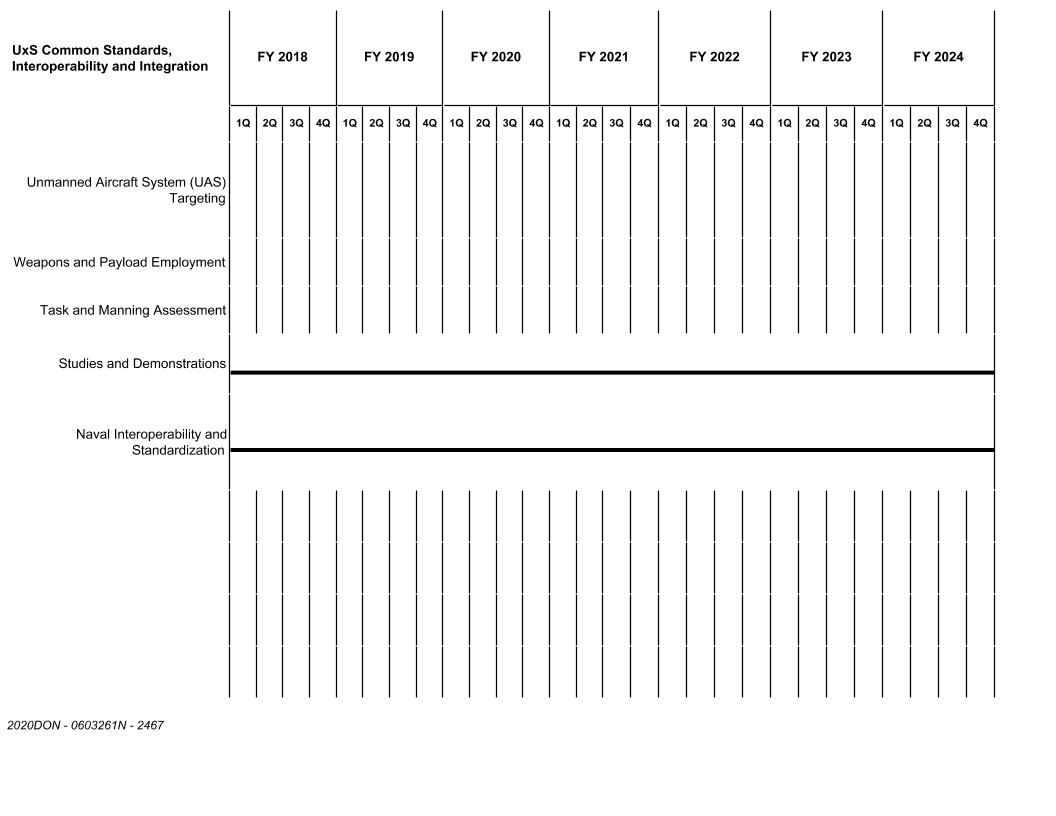 UxS Common Standards,
Interoperability and Integration
FY 2018 FY 2019 FY 2020 FY 2021 FY 2022 FY 2023 FY 2024
1Q 2Q 3Q 4Q 1Q 2Q 3Q 4Q 1Q 2Q 3Q 4Q 1Q 2Q 3Q 4Q 1Q 2Q 3Q 4Q 1Q 2Q 3Q 4Q 1Q 2Q 3Q 4Q
Unmanned Aircraft System (UAS)
Targeting
Weapons and Payload Employment
Task and Manning Assessment
Studies and Demonstrations
Naval Interoperability and
Standardization
2020DON - 0603261N - 2467